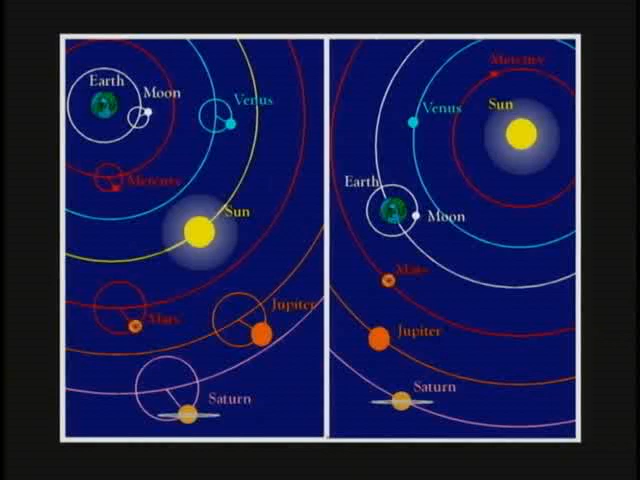 Earth
Moon
Venus
Mercury
Sun
Mars
Jupiter
Saturn
Mercury
Sun
Venus
Earth
Moon
Mars
Jupiter
Saturn